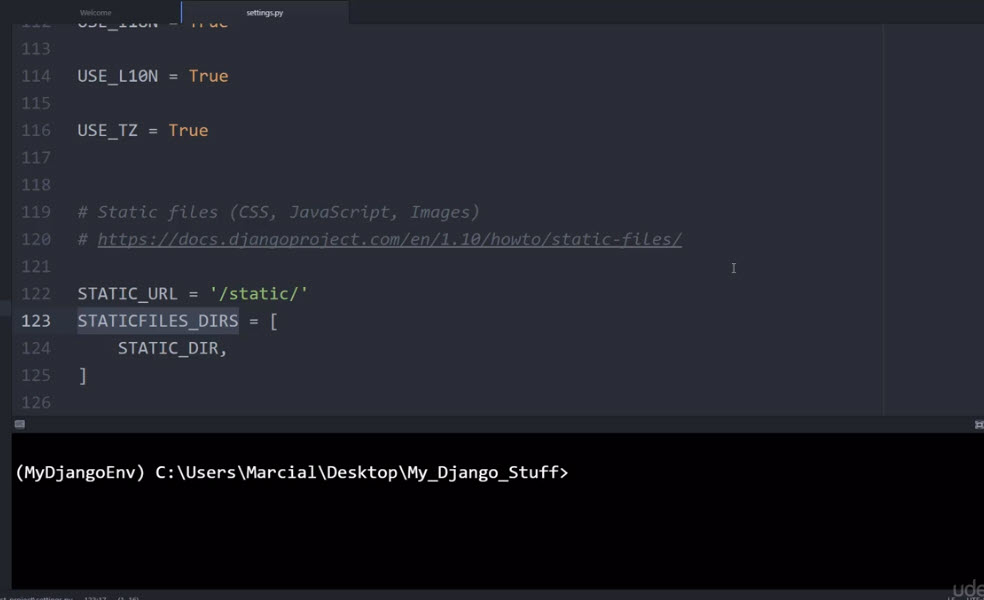 Welcome
settings.py
112 USE_I18N = True
113
114 USE_L10N = True
115
116 USE_TZ = True
117
118
119 # Static files (CSS, JavaScript, Images)
120 # https://docs.djangoproject.com/en/1.10/howto/static-files/
121
122 STATIC_URL = '/static/'
123 STATICFILES_DIRS = [
124 STATIC_DIR,
125 ]
126
(MyDjangoEnv) C:\Users\Marcial\Desktop\My_Django_Stuff>